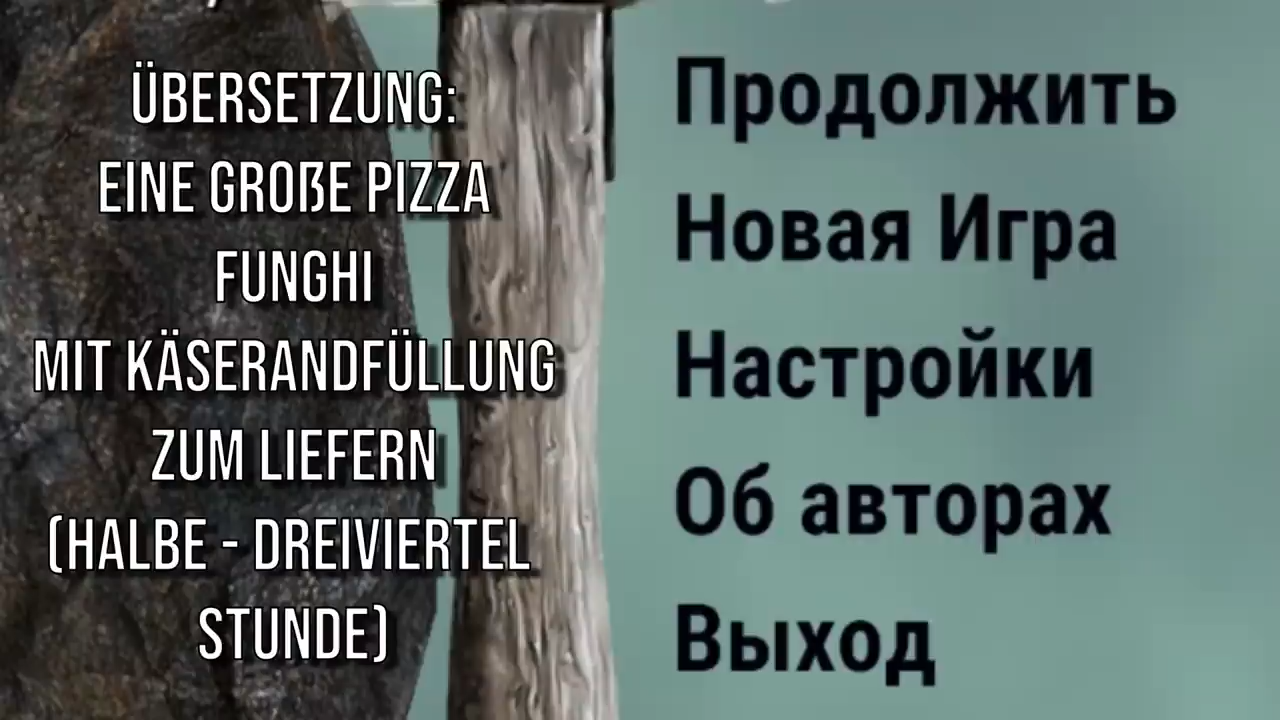 ÜBERSETZUNG:
EINE GROßE PIZZA
FUNGHI
MIT KÄSERANDFÜLLUNG
ZUM LIEFERN
(HALBE - DREIVIERTEL
STUNDE)
Продолжить
Новая Игра
Настройки
Об авторах
Выход